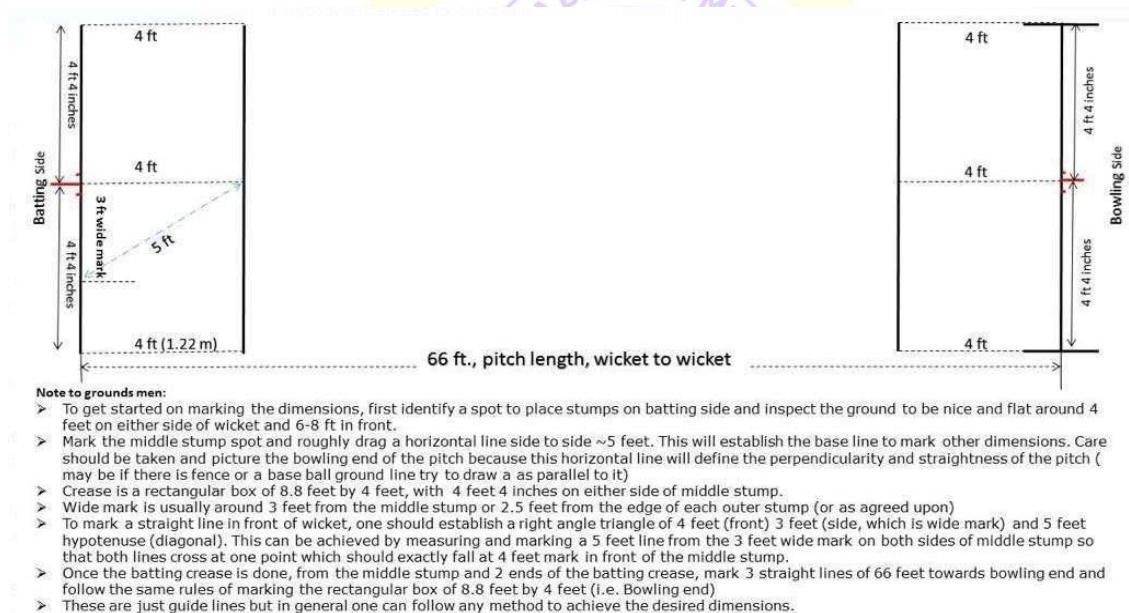 4 ft
4 ft
4 ft 4 inches
4 ft 4 inches
4 ft
4 ft
Batting Side
Bowling Side
3 ft wide mark
5 ft
4 ft 4 inches
4 ft 4 inches
4 ft (1.22 m)
4 ft
66 ft., pitch length, wicket to wicket
Note to grounds men:
➢ To get started on marking the dimensions, first identify a spot to place stumps on batting side and inspect the ground to be nice and flat around 4
feet on either side of wicket and 6-8 ft in front.
➢ Mark the middle stump spot and roughly drag a horizontal line side to side ~5 feet. This will establish the base line to mark other dimensions. Care
should be taken and picture the bowling end of the pitch because this horizontal line will define the perpendicularity and straightness of the pitch (
may be if there is fence or a base ball ground line try to draw a as parallel to it)
➢ Crease is a rectangular box of 8.8 feet by 4 feet, with 4 feet 4 inches on either side of middle stump.
➢ Wide mark is usually around 3 feet from the middle stump or 2.5 feet from the edge of each outer stump (or as agreed upon)
➢ To mark a straight line in front of wicket, one should establish a right angle triangle of 4 feet (front) 3 feet (side, which is wide mark) and 5 feet
hypotenuse (diagonal). This can be achieved by measuring and marking a 5 feet line from the 3 feet wide mark on both sides of middle stump so
that both lines cross at one point which should exactly fall at 4 feet mark in front of the middle stump.
➢ Once the batting crease is done, from the middle stump and 2 ends of the batting crease, mark 3 straight lines of 66 feet towards bowling end and
follow the same rules of marking the rectangular box of 8.8 feet by 4 feet (i.e. Bowling end)
➢ These are just guide lines but in general one can follow any method to achieve the desired dimensions.